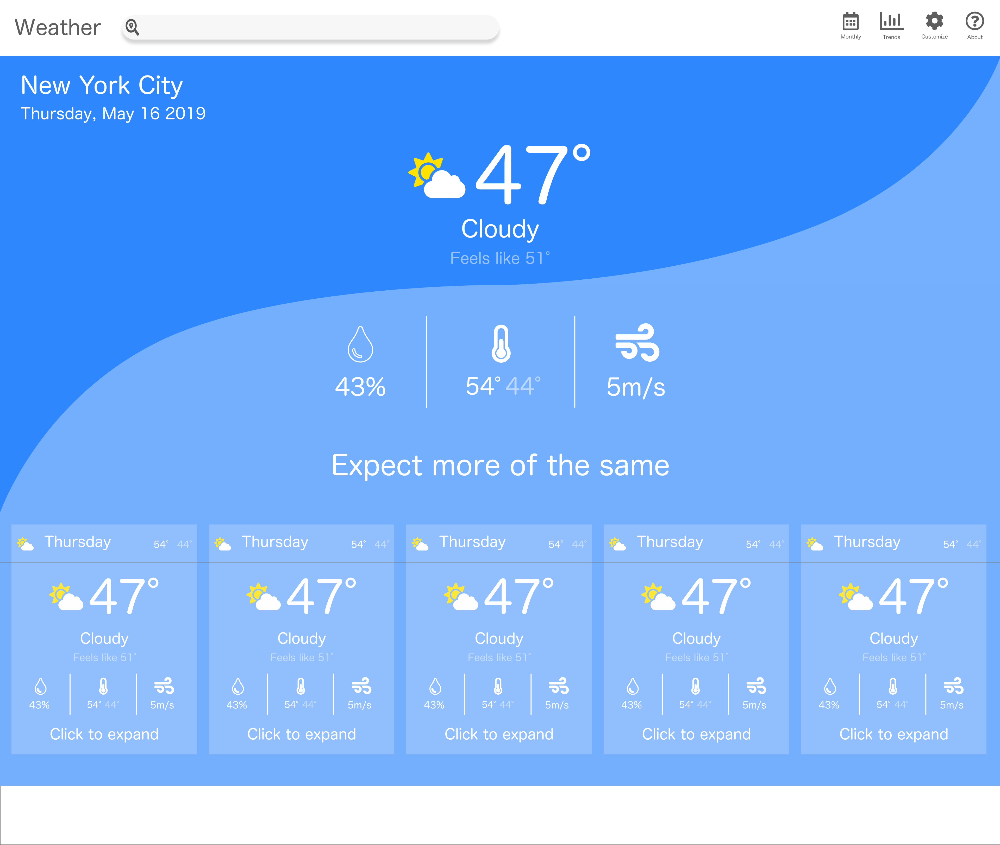 Weather
Monthly
Trends
Customize
About
New York City
Thursday, May 16 2019
47°
Cloudy
Feels like 51°
43%
54° 44°
5m/s
Expect more of the same
Thursday 54° 44°
47°
Cloudy
Feels like 51°
43% 54° 44° 5m/s
Click to expand
Thursday 54° 44°
47°
Cloudy
Feels like 51°
43% 54° 44° 5m/s
Click to expand
Thursday 54° 44°
47°
Cloudy
Feels like 51°
43% 54° 44° 5m/s
Click to expand
Thursday 54° 44°
47°
Cloudy
Feels like 51°
43% 54° 44° 5m/s
Click to expand
Thursday 54° 44°
47°
Cloudy
Feels like 51°
43% 54° 44° 5m/s
Click to expand